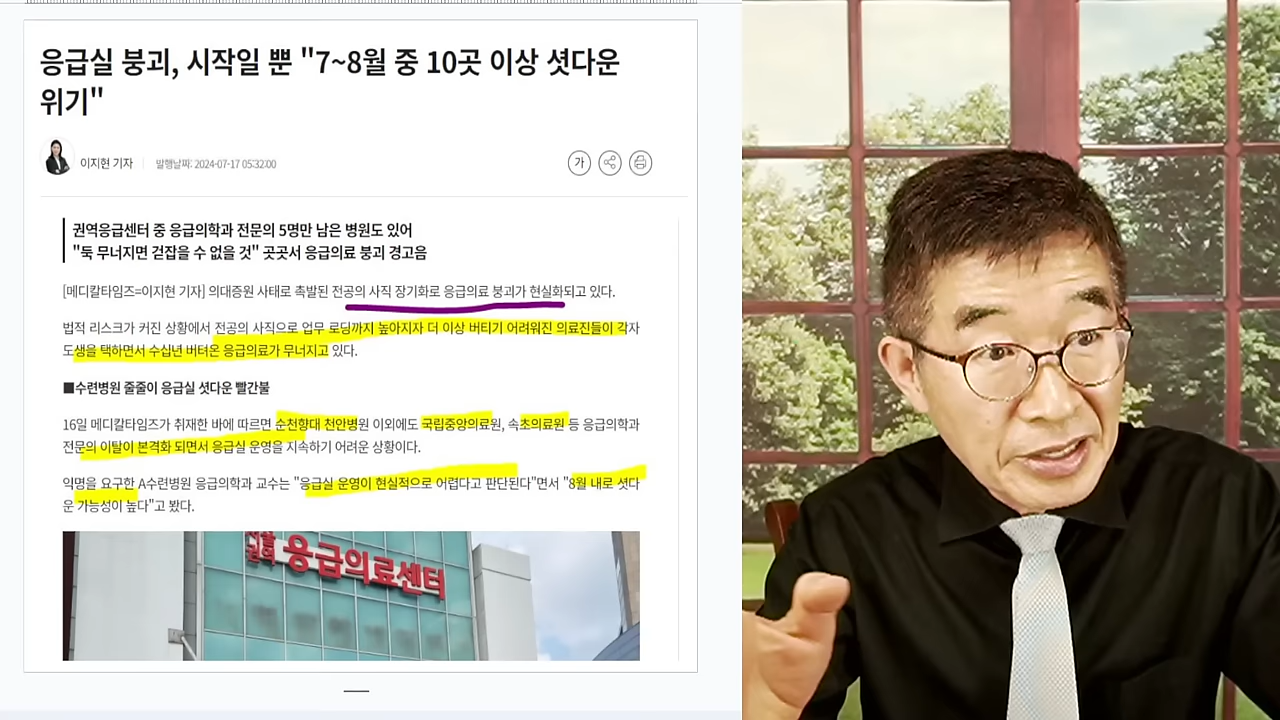 응급실 붕괴, 시작일 뿐 "7~8월 중 10곳 이상 셧다운
위기"
이지현 기자
발행날짜: 2024-07-17 05:32:00
가
권역응급센터 중 응급의학과 전문의 5명만 남은 병원도 있어
"둑 무너지면 걷잡을 수 없을 것" 곳곳서 응급의료 붕괴 경고음
[메디칼타임즈=이지현 기자] 의대증원 사태로 촉발된 전공의 사직 장기화로 응급의료 붕괴가 현실화되고 있다.
법적 리스크가 커진 상황에서 전공의 사직으로 업무 로딩까지 높아지자 더 이상 버티기 어려워진 의료진들이 각자
도생을 택하면서 수십년 버텨온 응급의료가 무너지고 있다.
■수련병원 줄줄이 응급실 셧다운 빨간불
16일 메디칼타임즈가 취재한 바에 따르면 순천향대 천안병원 이외에도 국립중앙의료원, 속초의료원 등 응급의학과
전문의 이탈이 본격화 되면서 응급실 운영을 지속하기 어려운 상황이다.
익명을 요구한 A수련병원 응급의학과 교수는 "응급실 운영이 현실적으로 어렵다고 판단된다"면서 "8월 내로 셧다
운 가능성이 높다"고 봤다.
응급의료센터